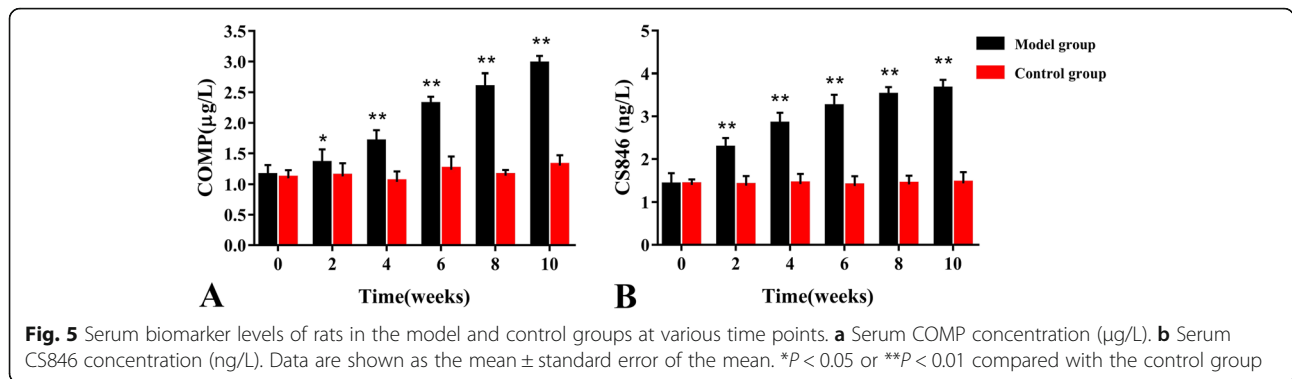 3.5
3.0
2.5
2.0
1.5
1.0
0.5
0.0
COMP(µg/L)
*
**
**
**
**
0 2 4 6 8 10
Time(weeks)
A
5
4
3
2
1
0
CS846 (ng/L)
**
**
**
**
**
0 2 4 6 8 10
Time(weeks)
B
Model group
Control group
Fig. 5 Serum biomarker levels of rats in the model and control groups at various time points. a Serum COMP concentration (µg/L). b Serum
CS846 concentration (ng/L). Data are shown as the mean ± standard error of the mean. *P < 0.05 or **P < 0.01 compared with the control group